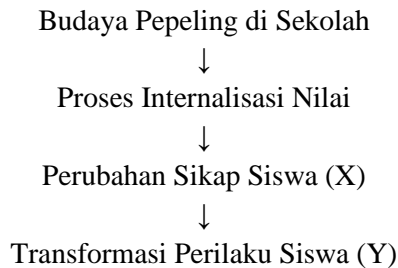 Budaya Pepeling di Sekolah
↓
Proses Internalisasi Nilai
↓
Perubahan Sikap Siswa (X)
↓
Transformasi Perilaku Siswa (Y)